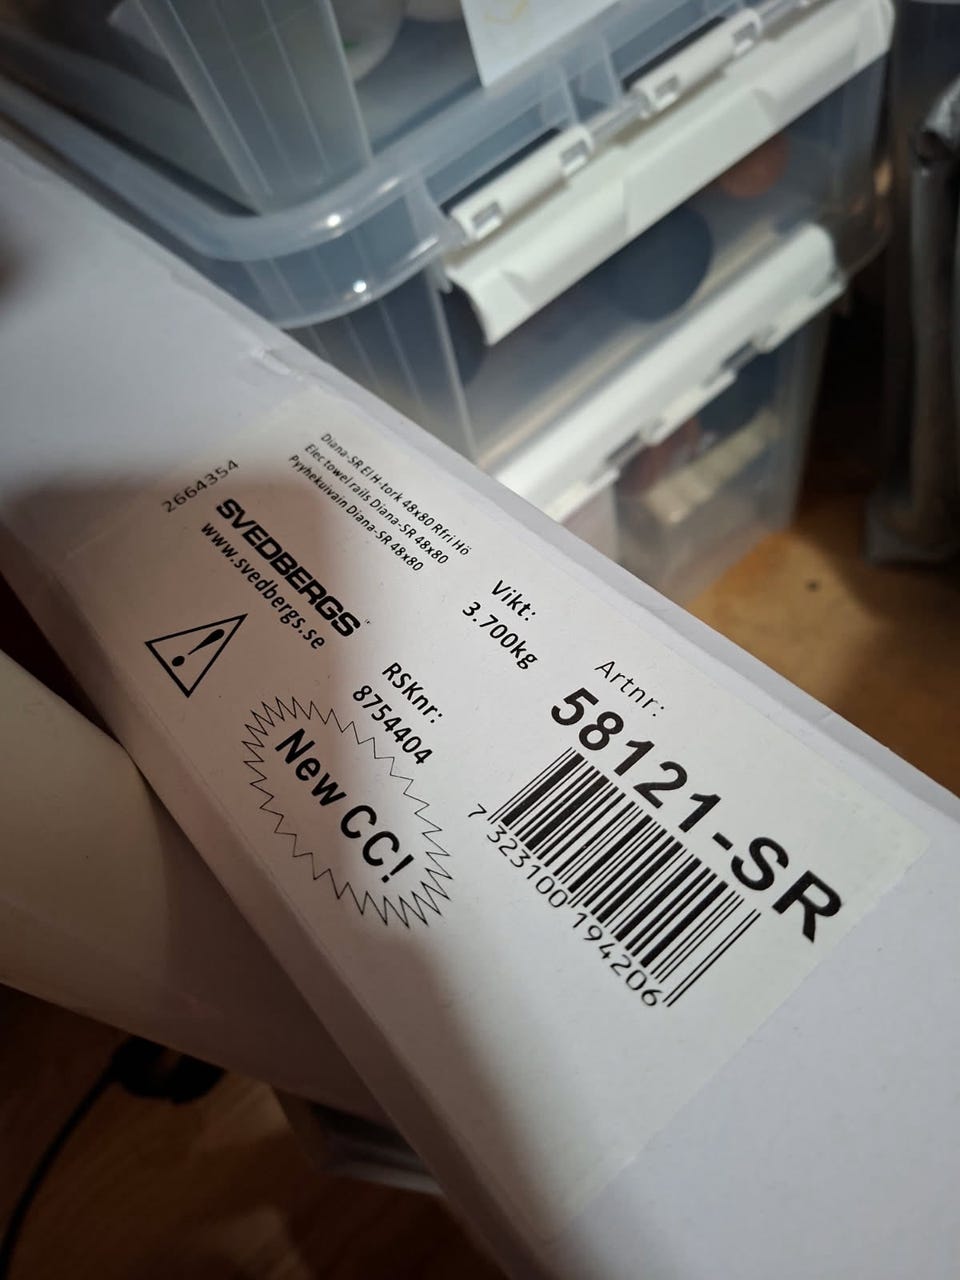 2664354
Diana-SR El H-tork 48x80 Rfri Hö
Elec towel rails Diana-SR 48x80
Pyyhekuivain Diana-SR 48x80
SVEDBERGS
www.svedbergs.se
Vikt:
3.700kg
RSKnr:
8754404
New CC!
Artnr:
58121-SR
7 323100 194206